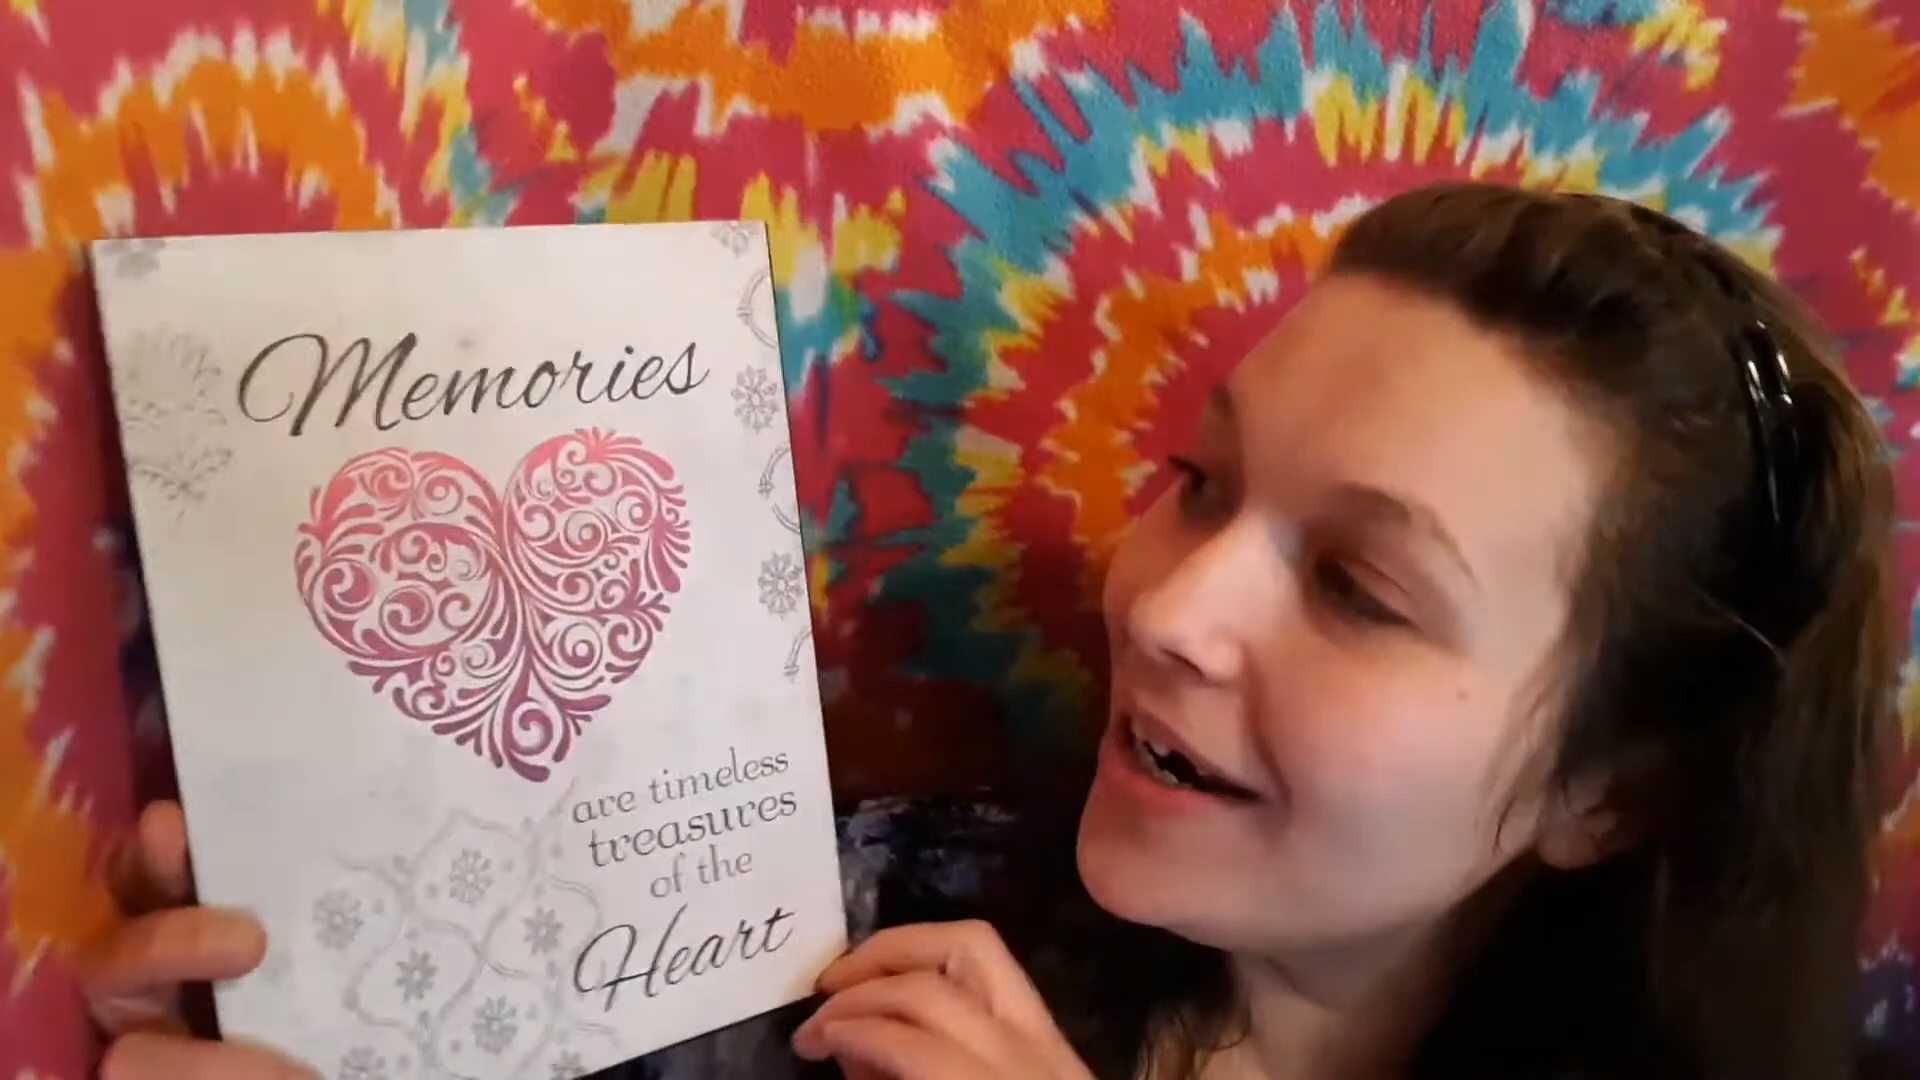 Memories
are timeless
treasures
of the
Heart